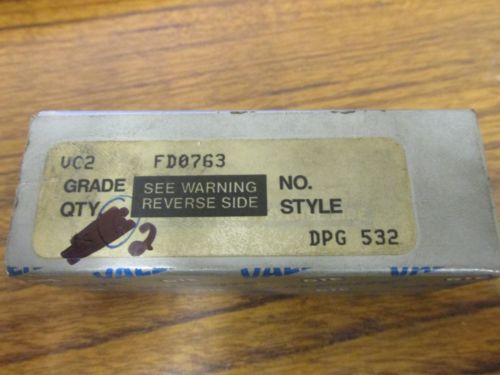 VC2 FD0763
GRADE SEE WARNING NO.
QTY REVERSE SIDE STYLE
2
DPG 532